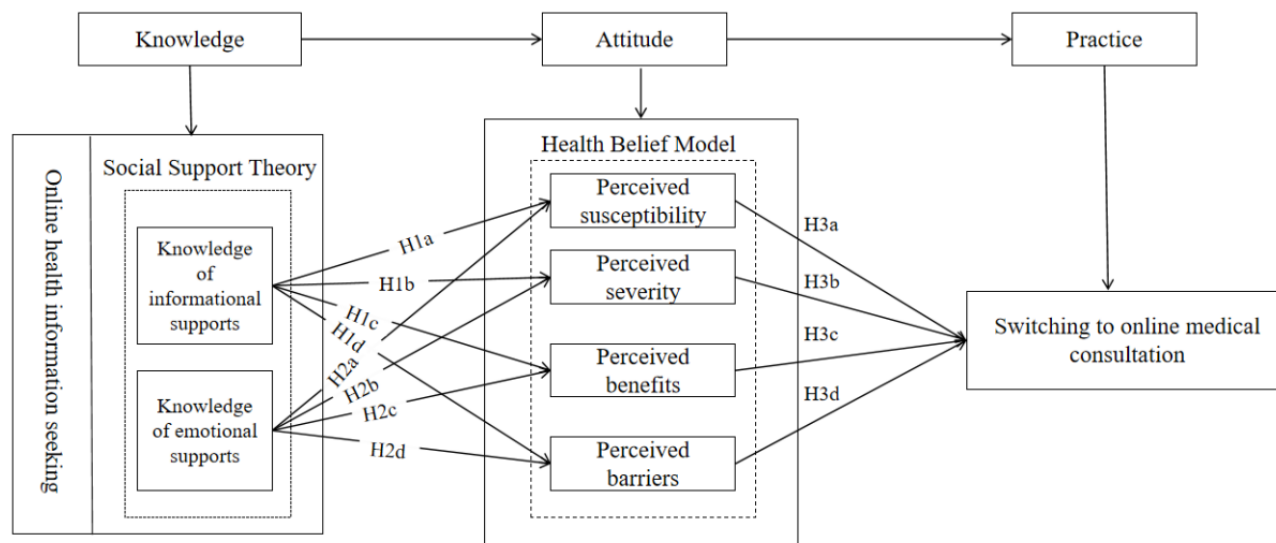 Knowledge
Attitude
Practice
Online health information seeking
Social Support Theory
Knowledge
of
informational
supports
Knowledge
of emotional
supports
H1a
H1b
H1c
H1d
H2a
H2b
H2c
H2d
Health Belief Model
Perceived
susceptibility
Perceived
severity
Perceived
benefits
Perceived
barriers
H3a
H3b
H3c
H3d
Switching to online medical
consultation